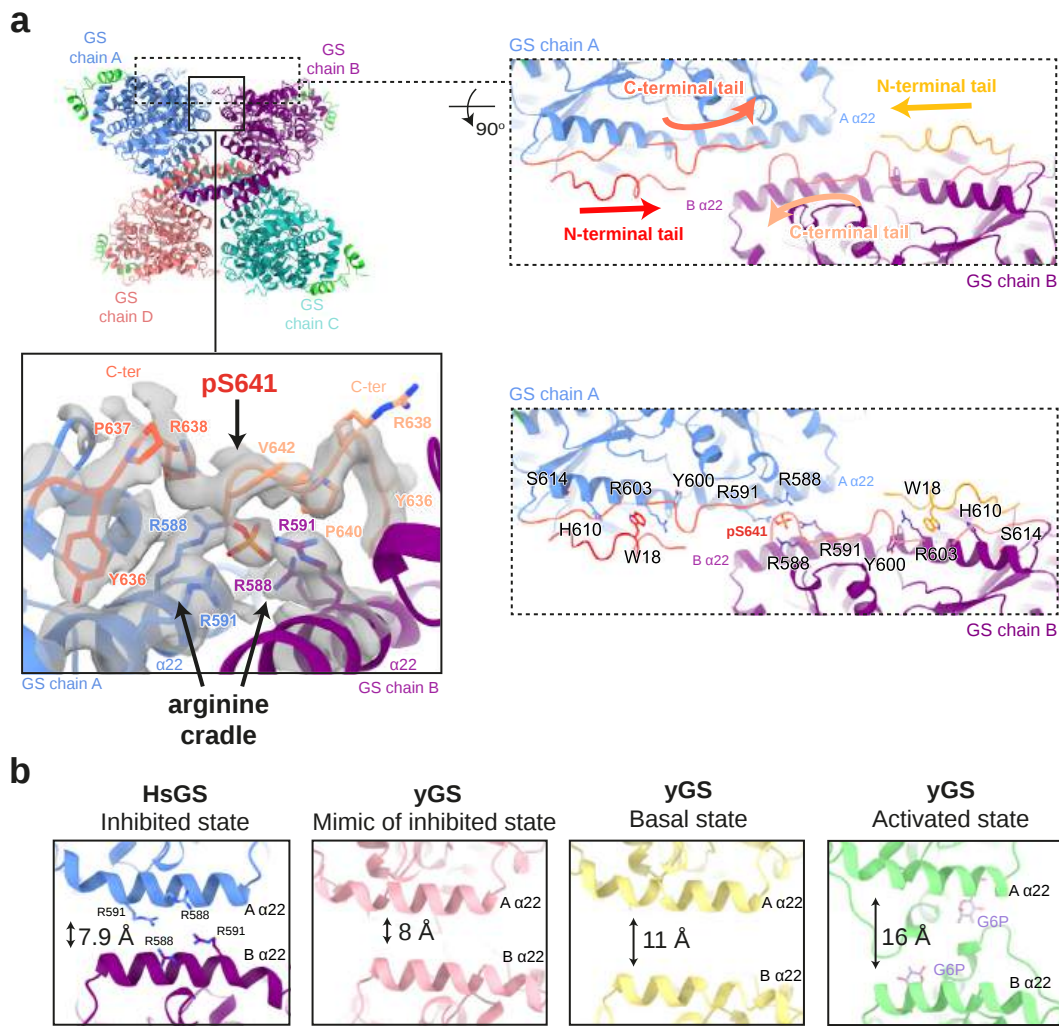 a
GS
chain A
GS
chain B
GS
chain D
GS
chain C
90º
GS chain A
C-terminal tail
N-terminal tail
A α22
B α22
N-terminal tail
C-terminal tail
GS chain B
C-ter
pS641
C-ter
P637
R638
V642
R638
R588
R591
Y636
P640
Y636
R588
R591
α22
α22
GS chain A
GS chain B
arginine
cradle
GS chain A
S614
R603
Y600
R591
R588
A α22
W18
H610
H610
pS641
S614
W18
B α22
R588
R591
Y600
R603
GS chain B
b
HsGS
Inhibited state
yGS
Mimic of inhibited state
yGS
Basal state
yGS
Activated state
R591
R588
A α22
7.9 Å
R588
R591
B α22
A α22
8 Å
B α22
A α22
11 Å
B α22
A α22
G6P
16 Å
G6P
B α22